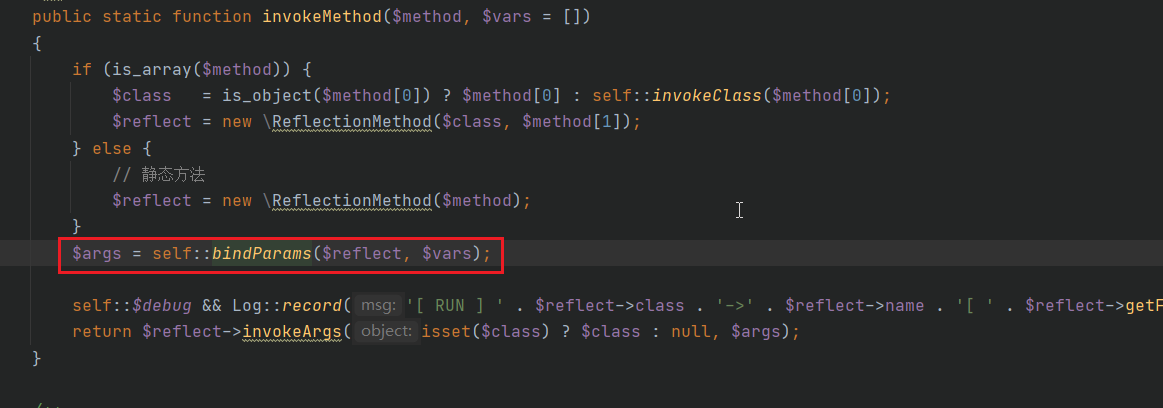 public static function invokeMethod($method, $vars = [])
{
if (is_array($method)) {
$class   = is_object($method[0]) ? $method[0] : self::invokeClass($method[0]);
$reflect = new \ReflectionMethod($class, $method[1]);
} else {
// 静态方法
$reflect = new \ReflectionMethod($method);
}
$args = self::bindParams($reflect, $vars);
self::$debug && Log::record( msg: '[ RUN ] ' . $reflect->class . '->' . $reflect->name . '[ ' . $reflect->getF
return $reflect->invokeArgs( object: isset($class) ? $class : null, $args);
}